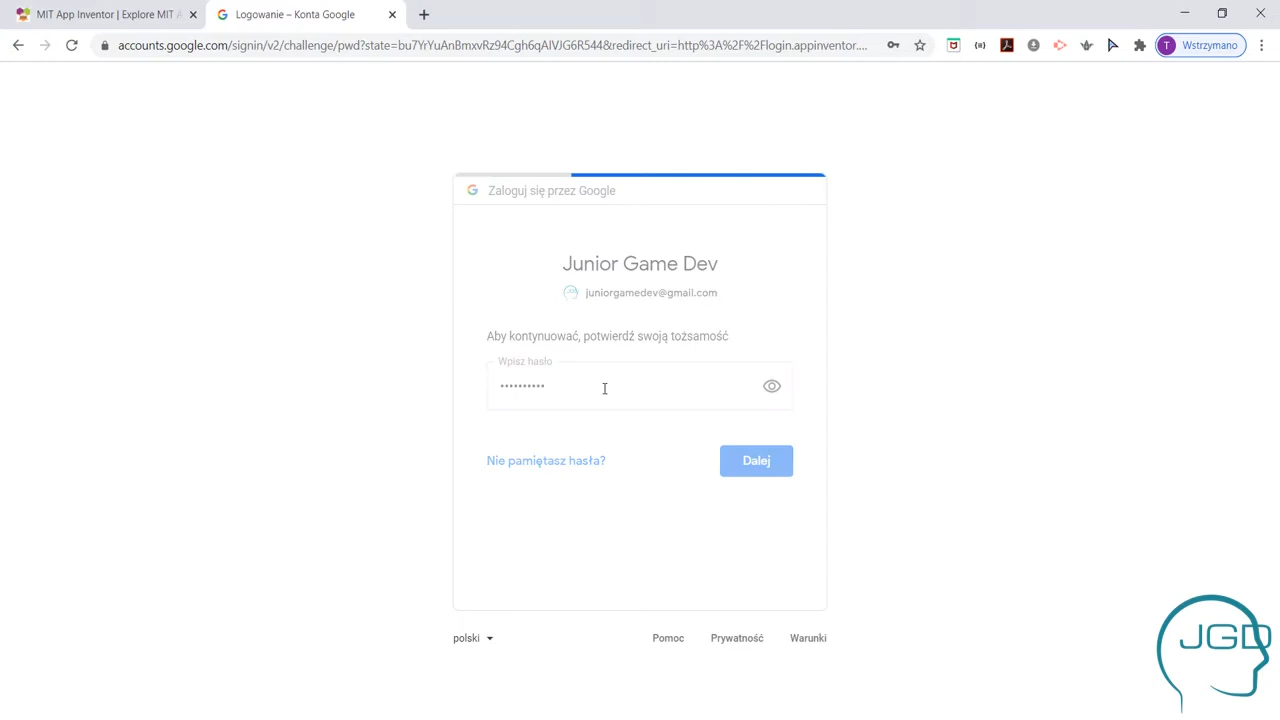 MIT App Inventor | Explore MIT A
Logowanie – Konta Google
accounts.google.com/signin/v2/challenge/pwd?state=bu7YrYuAnBmxvRz94Cgh6qAIVJG6R544&redirect_uri=http%3A%2F%2Flogin.appinventor....
T Wstrzymano
G Zaloguj się przez Google
Junior Game Dev
JGD juniorgamedev@gmail.com
Aby kontynuować, potwierdź swoją tożsamość
Wpisz hasło
••••••••••
Nie pamiętasz hasła?
Dalej
polski
Pomoc
Prywatność
Warunki
JGD